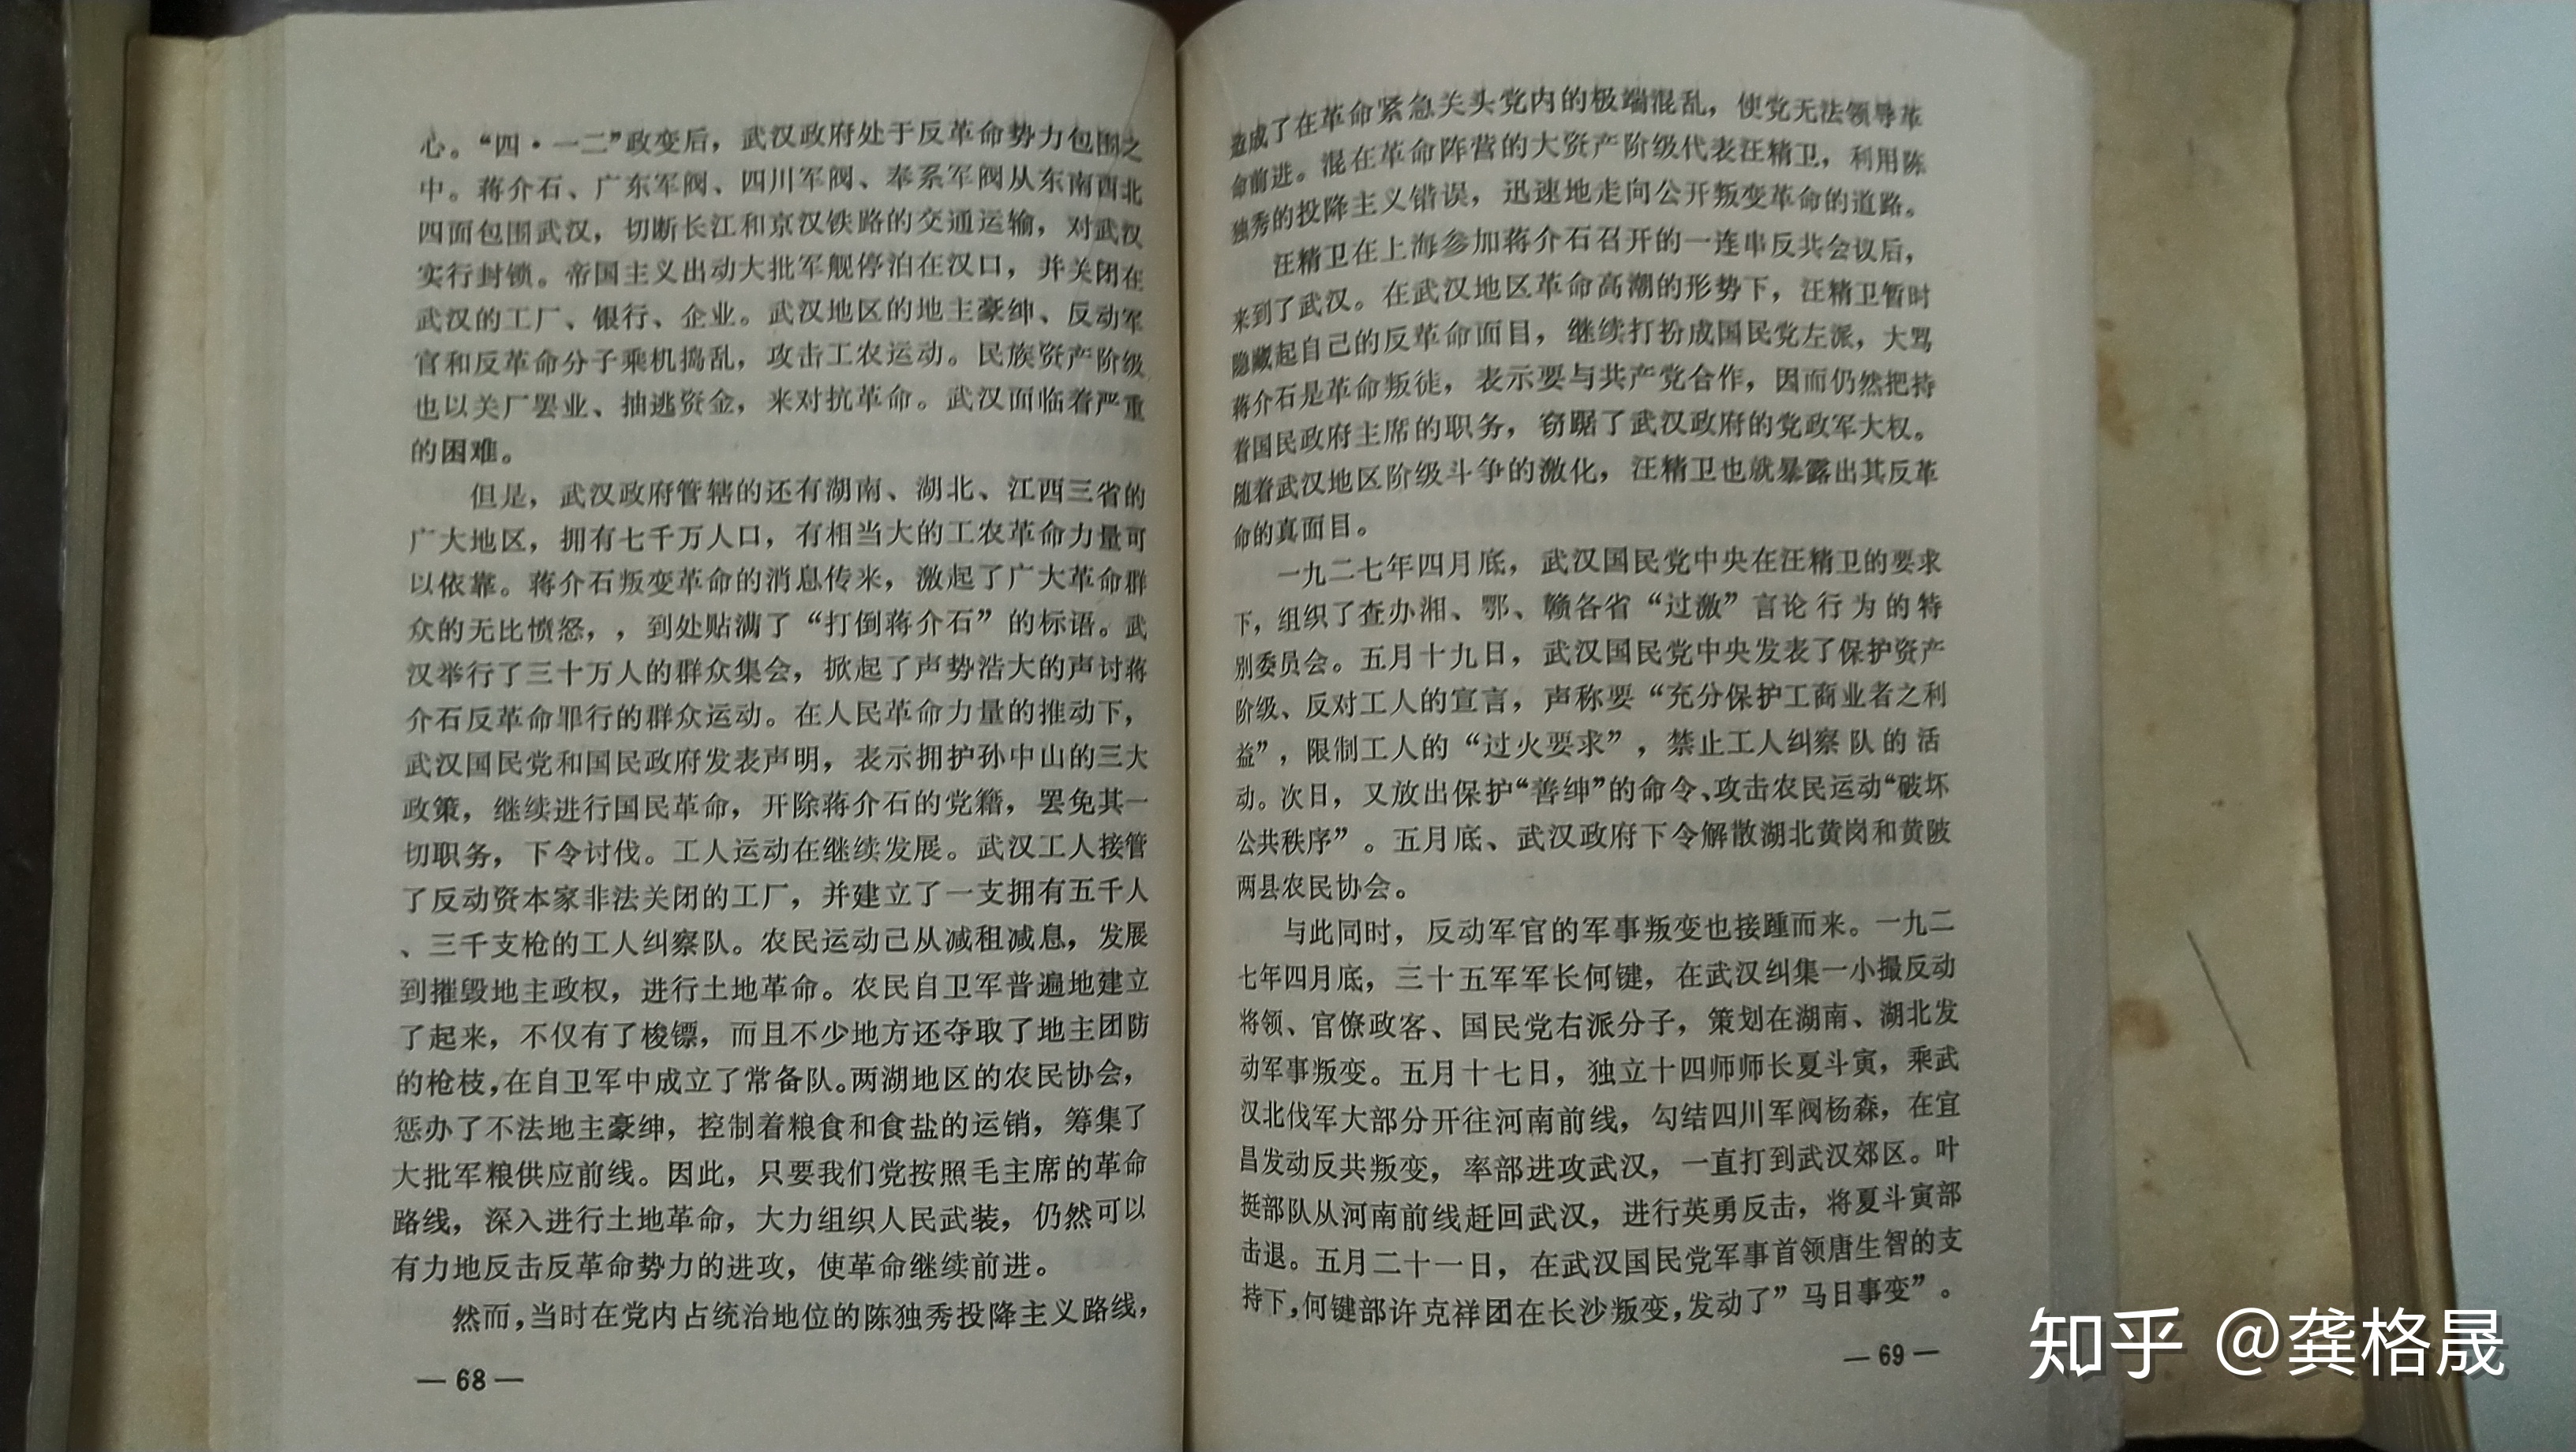 心。“四·一二”政变后，武汉政府处于反革命势力包围之
中。蒋介石、广东军阀、四川军阀、奉系军阀从东南西北
四面包围武汉，切断长江和京汉铁路的交通运输，对武汉
实行封锁。帝国主义出动大批军舰停泊在汉口，并关闭在
武汉的工厂、银行、企业。武汉地区的地主豪绅、反动军
官和反革命分子乘机捣乱，攻击工农运动。民族资产阶级
也以关厂罢业、抽逃资金，来对抗革命。武汉面临着严重
的困难。
但是，武汉政府管辖的还有湖南、湖北、江西三省的
广大地区，拥有七千万人口，有相当大的工农革命力量可
以依靠。蒋介石叛变革命的消息传来，激起了广大革命群
众的无比愤怒，，到处贴满了“打倒蒋介石”的标语。武
汉举行了三十万人的群众集会，掀起了声势浩大的声讨蒋
介石反革命罪行的群众运动。在人民革命力量的推动下，
武汉国民党和国民政府发表声明，表示拥护孙中山的三大
政策，继续进行国民革命，开除蒋介石的党籍，罢免其一
切职务，下令讨伐。工人运动在继续发展。武汉工人接管
了反动资本家非法关闭的工厂，并建立了一支拥有五千人
、三千支枪的工人纠察队。农民运动己从减租减息，发展
到摧毁地主政权，进行土地革命。农民自卫军普遍地建立
了起来，不仅有了梭镖，而且不少地方还夺取了地主团防
的枪枝，在自卫军中成立了常备队。两湖地区的农民协会，
惩办了不法地主豪绅，控制着粮食和食盐的运销，筹集了
大批军粮供应前线。因此，只要我们党按照毛主席的革命
路线，深入进行土地革命，大力组织人民武装，仍然可以
有力地反击反革命势力的进攻，使革命继续前进。
然而，当时在党内占统治地位的陈独秀投降主义路线，
—68—
造成了在革命紧急关头党内的极端混乱，使党无法领导革
命前进。混在革命阵营的大资产阶级代表汪精卫，利用陈
独秀的投降主义错误，迅速地走向公开叛变革命的道路。
汪精卫在上海参加蒋介石召开的一连串反共会议后，
来到了武汉。在武汉地区革命高潮的形势下，汪精卫暂时
隐藏起自己的反革命面目，继续打扮成国民党左派，大骂
蒋介石是革命叛徒，表示要与共产党合作，因而仍然把持
着国民政府主席的职务，窃踞了武汉政府的党政军大权。
随着武汉地区阶级斗争的激化，汪精卫也就暴露出其反革
命的真面目。
一九二七年四月底，武汉国民党中央在汪精卫的要求
下，组织了查办湘、鄂、赣各省“过激”言论行为的特
别委员会。五月十九日，武汉国民党中央发表了保护资产
阶级、反对工人的宣言，声称要“充分保护工商业者之利
益”，限制工人的“过火要求”，禁止工人纠察队的活
动。次日，又放出保护“善绅”的命令、攻击农民运动“破坏
公共秩序”。五月底、武汉政府下令解散湖北黄岗和黄陂
两县农民协会。
与此同时，反动军官的军事叛变也接踵而来。一九二
七年四月底，三十五军军长何键，在武汉纠集一小撮反动
将领、官僚政客、国民党右派分子，策划在湖南、湖北发
动军事叛变。五月十七日，独立十四师师长夏斗寅，乘武
汉北伐军大部分开往河南前线，勾结四川军阀杨森，在宜
昌发动反共叛变，率部进攻武汉，一直打到武汉郊区。叶
挺部队从河南前线赶回武汉，进行英勇反击，将夏斗寅部
击退。五月二十一日，在武汉国民党军事首领唐生智的支
持下，何键部许克祥团在长沙叛变，发动了”马日事变”。
—69—
知乎 @龚格晟